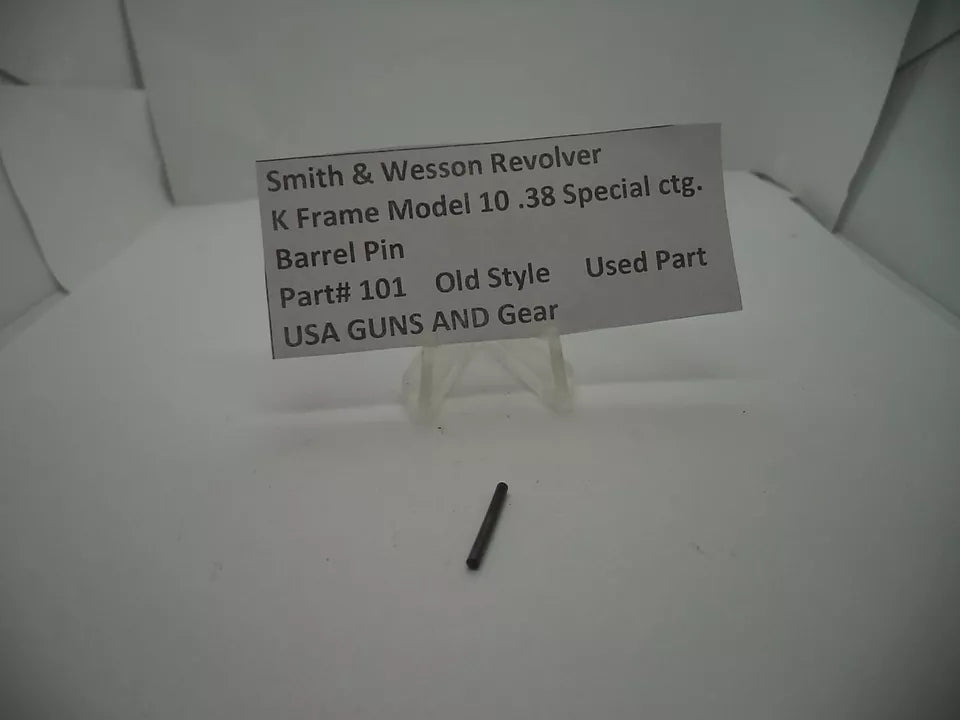 Smith & Wesson Revolver
K Frame Model 10 .38 Special ctg.
Barrel Pin
Part# 101 Old Style Used Part
USA GUNS AND Gear